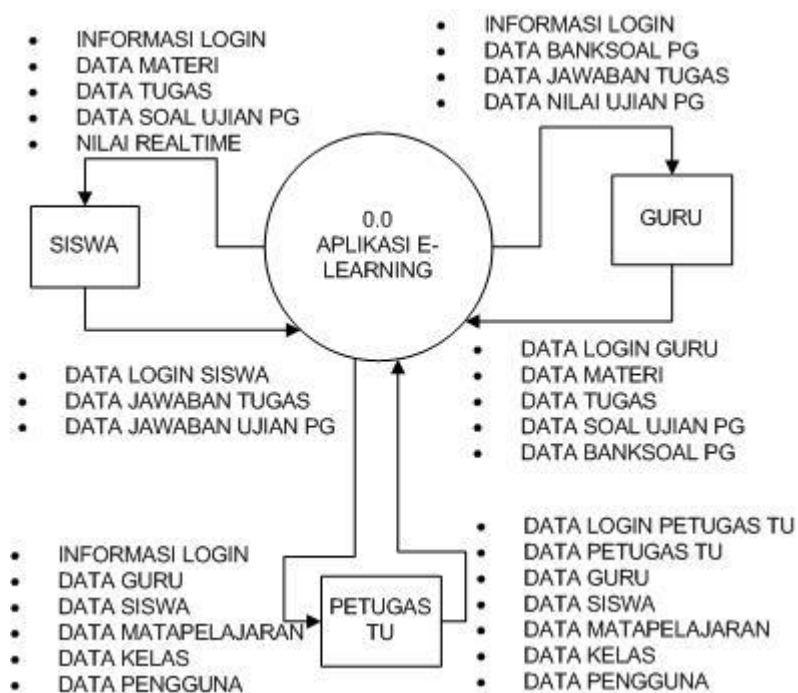 • INFORMASI LOGIN
• DATA MATERI
• DATA TUGAS
• DATA SOAL UJIAN PG
• NILAI REALTIME
• INFORMASI LOGIN
• DATA BANKSOAL PG
• DATA JAWABAN TUGAS
• DATA NILAI UJIAN PG
SISWA
0.0
APLIKASI E-
LEARNING
GURU
• DATA LOGIN SISWA
• DATA JAWABAN TUGAS
• DATA JAWABAN UJIAN PG
• DATA LOGIN GURU
• DATA MATERI
• DATA TUGAS
• DATA SOAL UJIAN PG
• DATA BANKSOAL PG
• INFORMASI LOGIN
• DATA GURU
• DATA SISWA
• DATA MATAPELAJARAN
• DATA KELAS
• DATA PENGGUNA
PETUGAS
TU
• DATA LOGIN PETUGAS TU
• DATA PETUGAS TU
• DATA GURU
• DATA SISWA
• DATA MATAPELAJARAN
• DATA KELAS
• DATA PENGGUNA